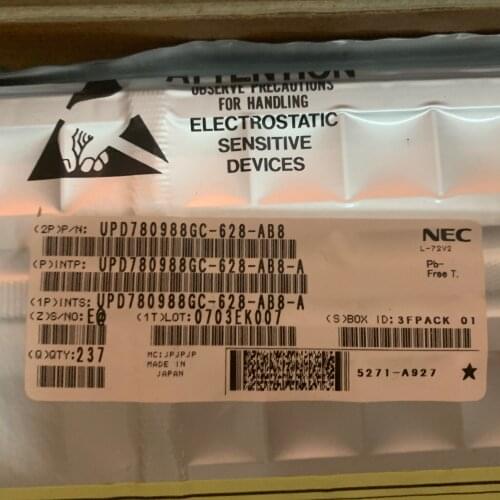 ATTENTION
OBSERVE PRECAUTIONS
FOR HANDLING
ELECTROSTATIC
SENSITIVE
DEVICES
(2P)P/N: UPD780988GC-628-AB8
NEC
L-72V2
(P)INTP: UPD780988GC-628-AB8-A
Pb-
Free T.
(1P)INTS: UPD780988GC-628-AB8-A
(Z)S/NO: E@ (1T)LOT: 0703EK007 (S)BOX ID: 3FPACK 01
(Q)QTY: 237
MC:JPJPJP
MADE IN
JAPAN
5271-A927 ★